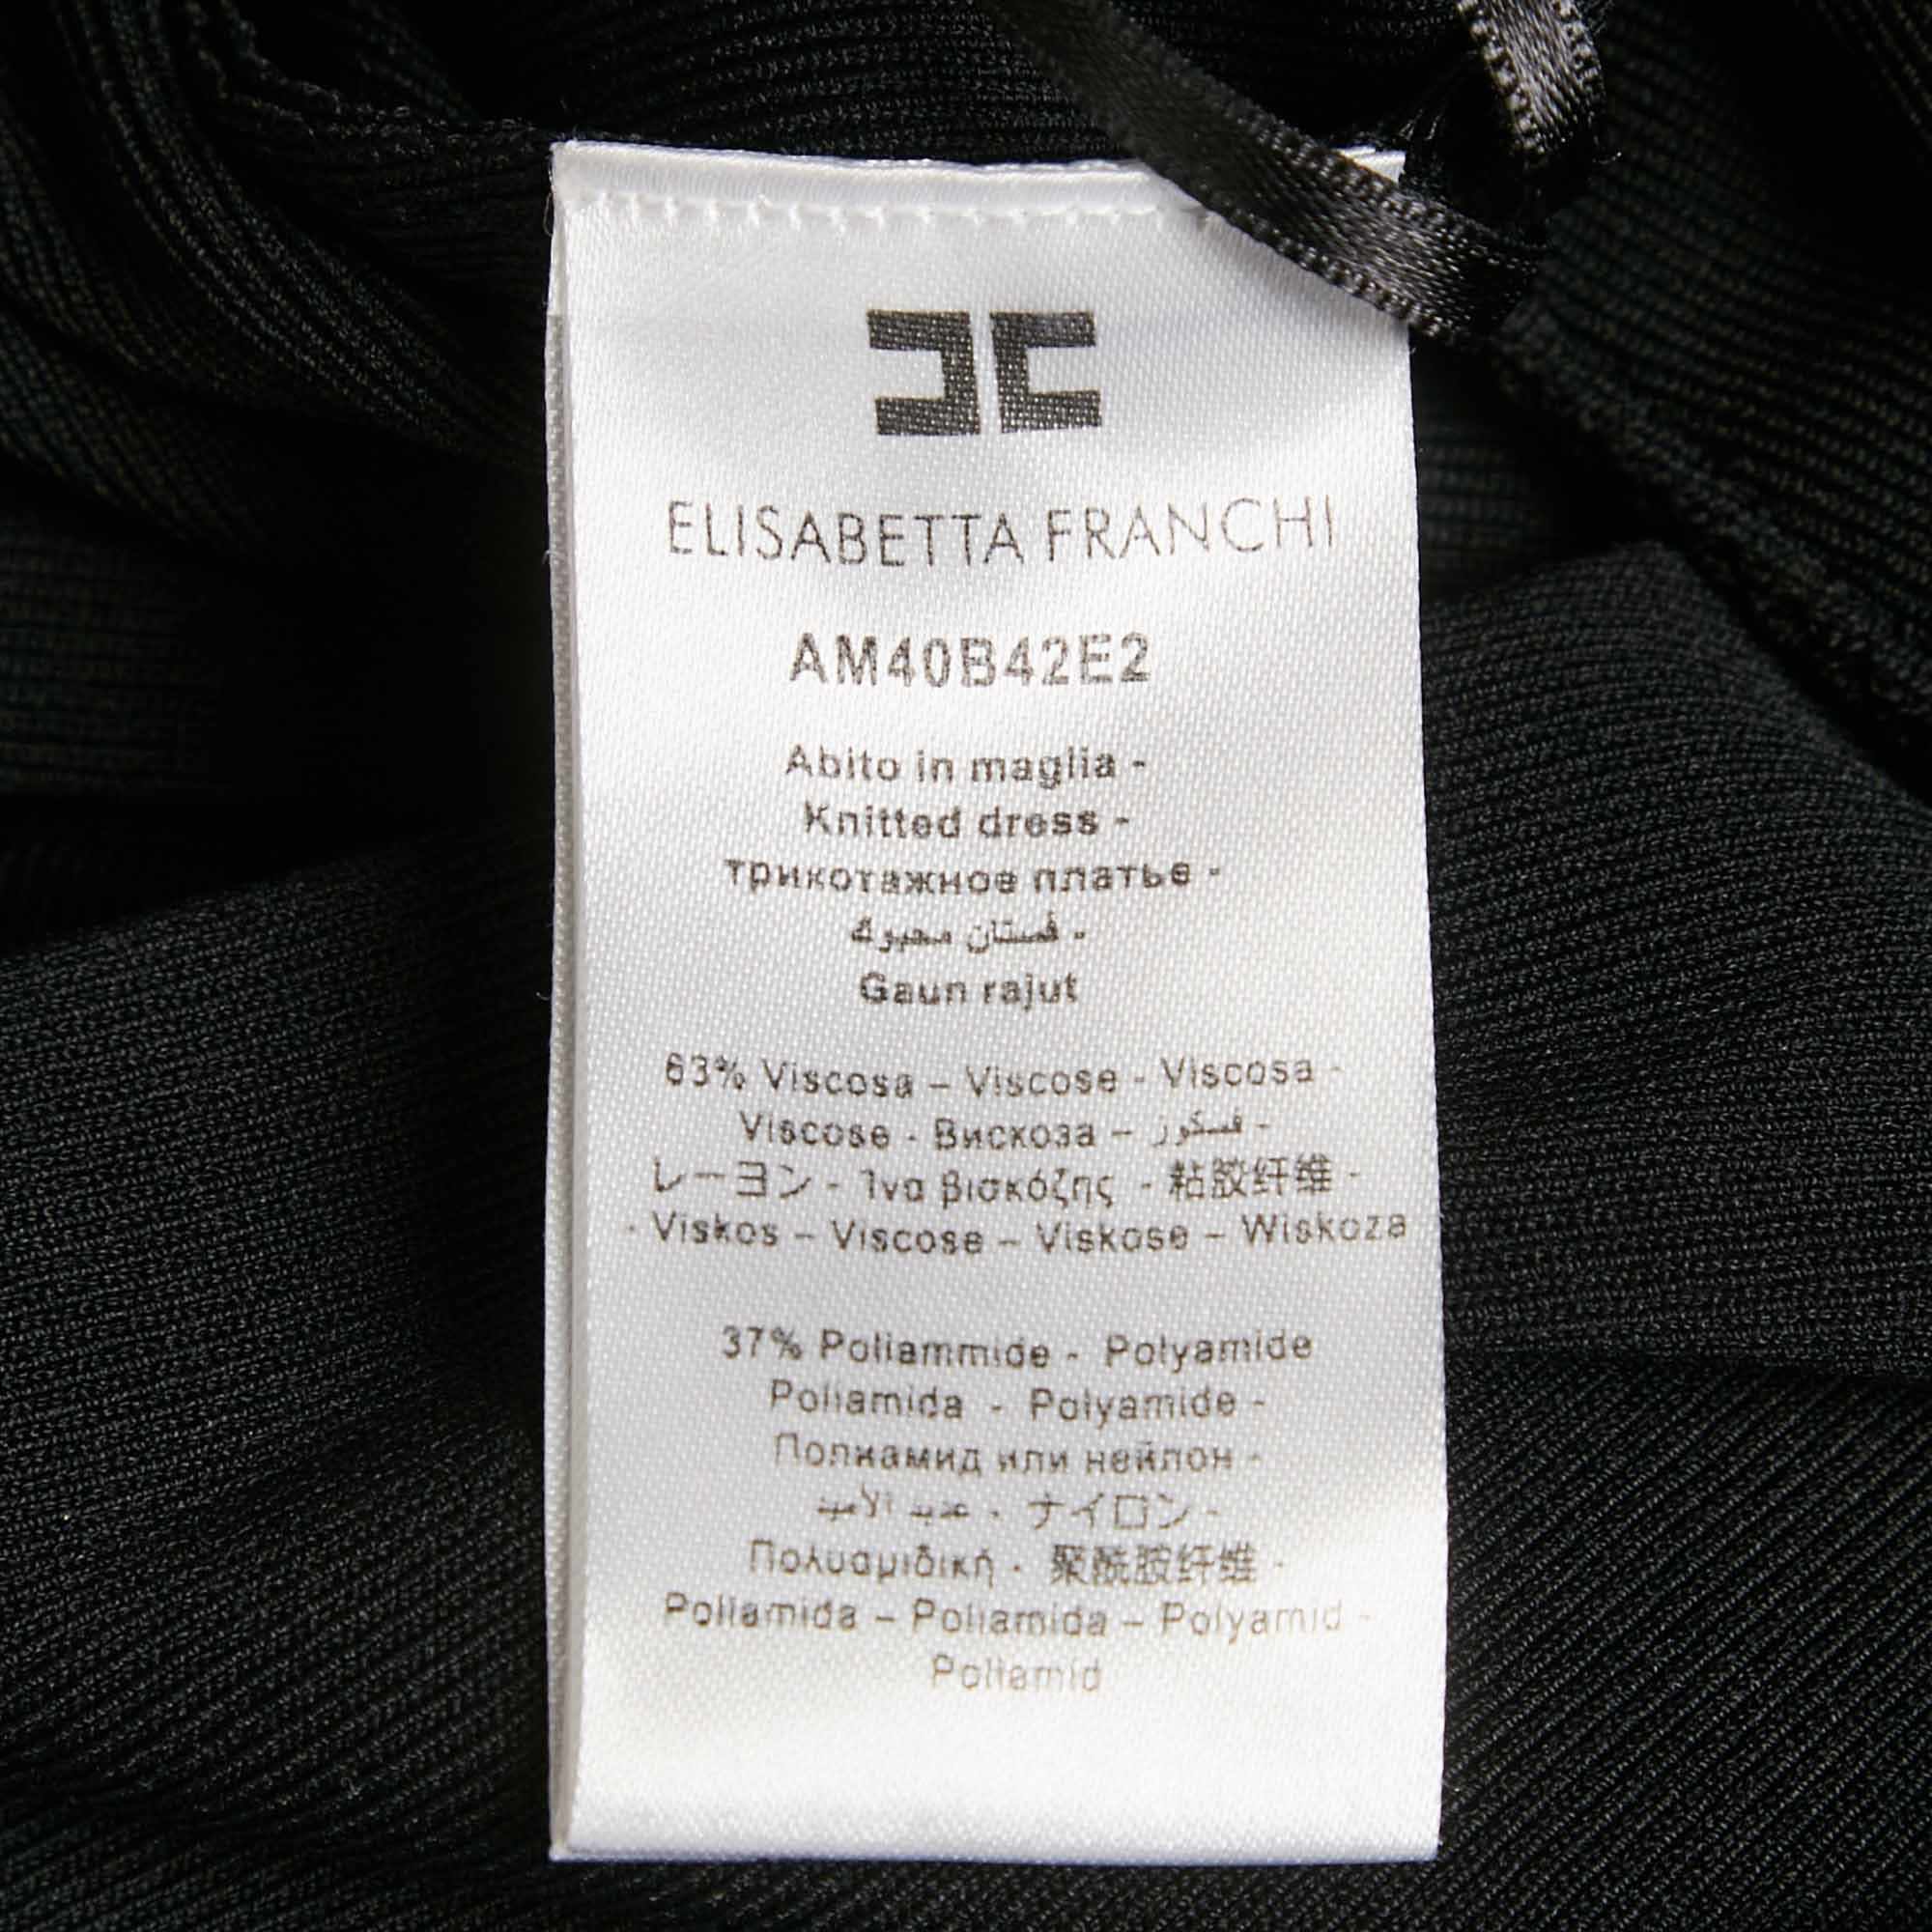 ELISABETTA FRANCHI
AM40B42E2
Abito in maglia -
Knitted dress -
трикотажное платье -
فستان محبوك -
Gaun rajut
63% Viscosa – Viscose - Viscosa -
Viscose - Вискоза – فسكوز -
レーヨン - Ίνα βισκόζης - 粘胶纤维 -
- Viskos – Viscose – Viskose – Wiskoza
37% Poliammide - Polyamide
Poliamida - Polyamide -
Полиамид или нейлон -
عديد الأميد - ナイロン -
Πολυαμιδική - 聚酰胺纤维 -
Poliamida – Poliamida – Polyamid -
Poliamid